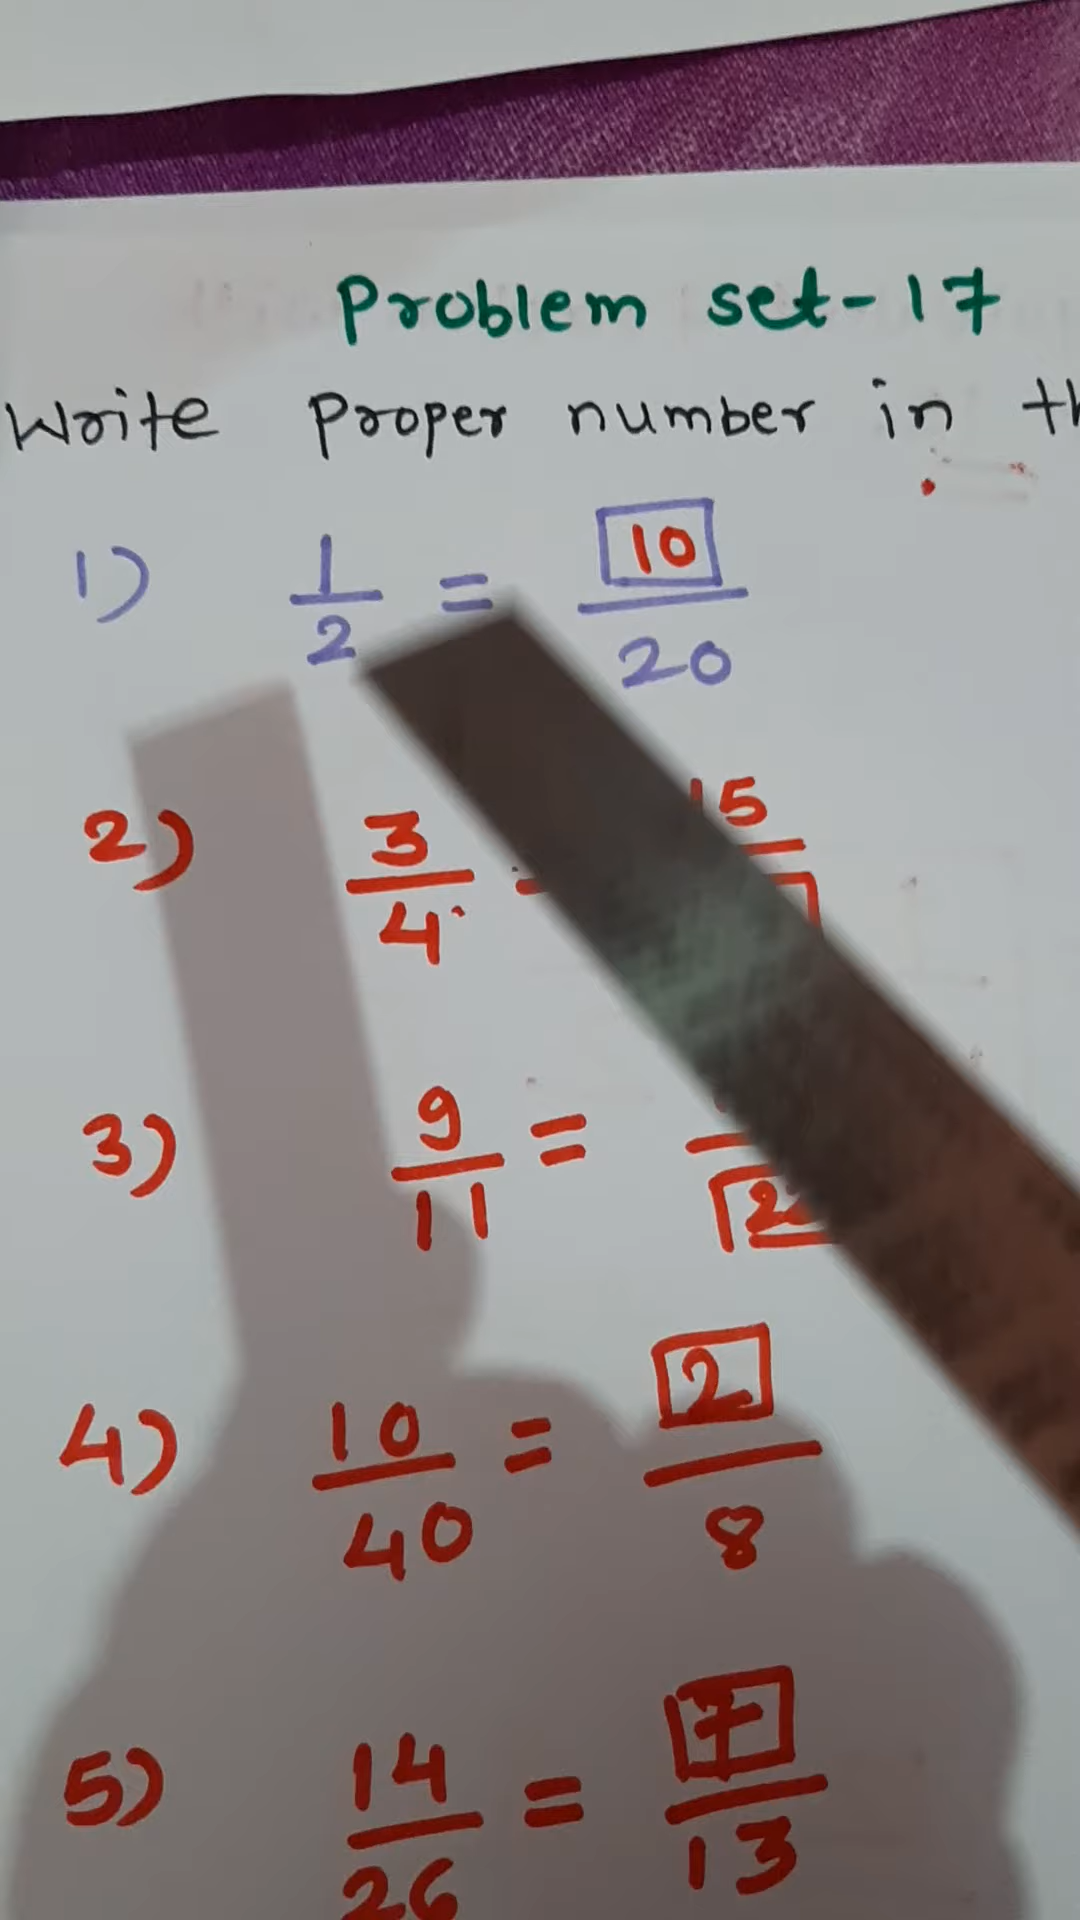 Problem set-17
Write proper number in
1) 1/2 = 10/20
2) 3/4 = 15
3) 9/11 =
4) 10/40 = 2/8
5) 14/26 = 7/13